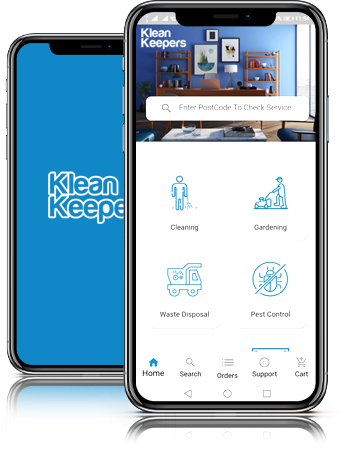 Klean
Keepers
Klean
Keepers
Enter PostCode To Check Service
Cleaning
Gardening
Waste Disposal
Pest Control
Home
Search
Orders
Support
Cart